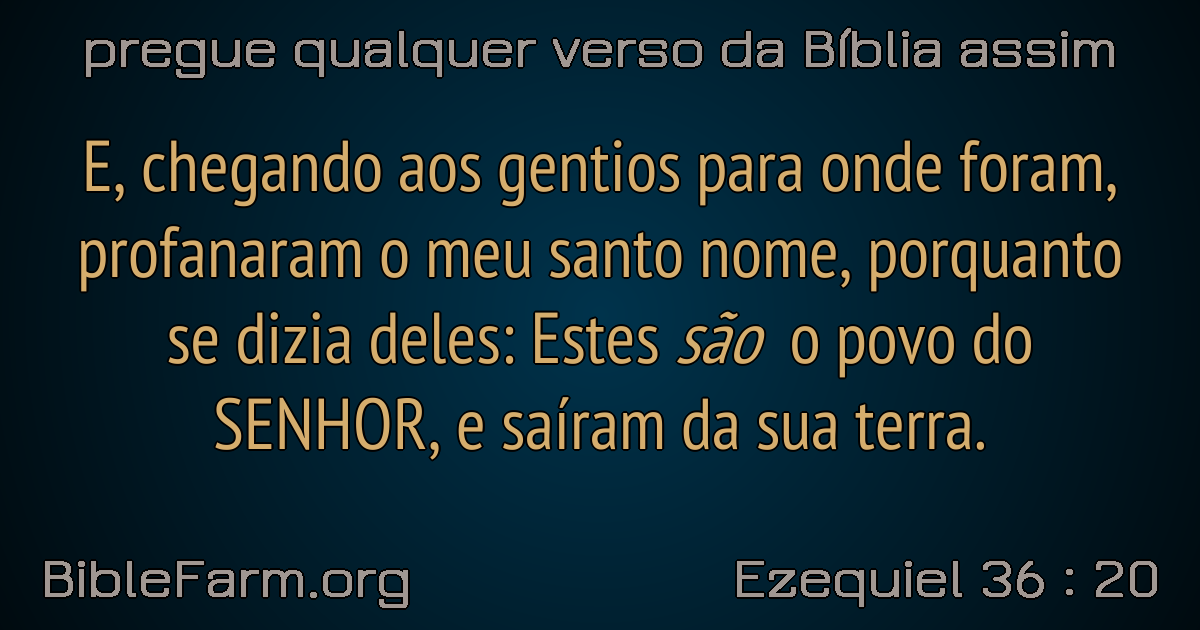 pregue qualquer verso da Bíblia assim
E, chegando aos gentios para onde foram,
profanaram o meu santo nome, porquanto
se dizia deles: Estes são o povo do
SENHOR, e saíram da sua terra.
BibleFarm.org
Ezequiel 36 : 20